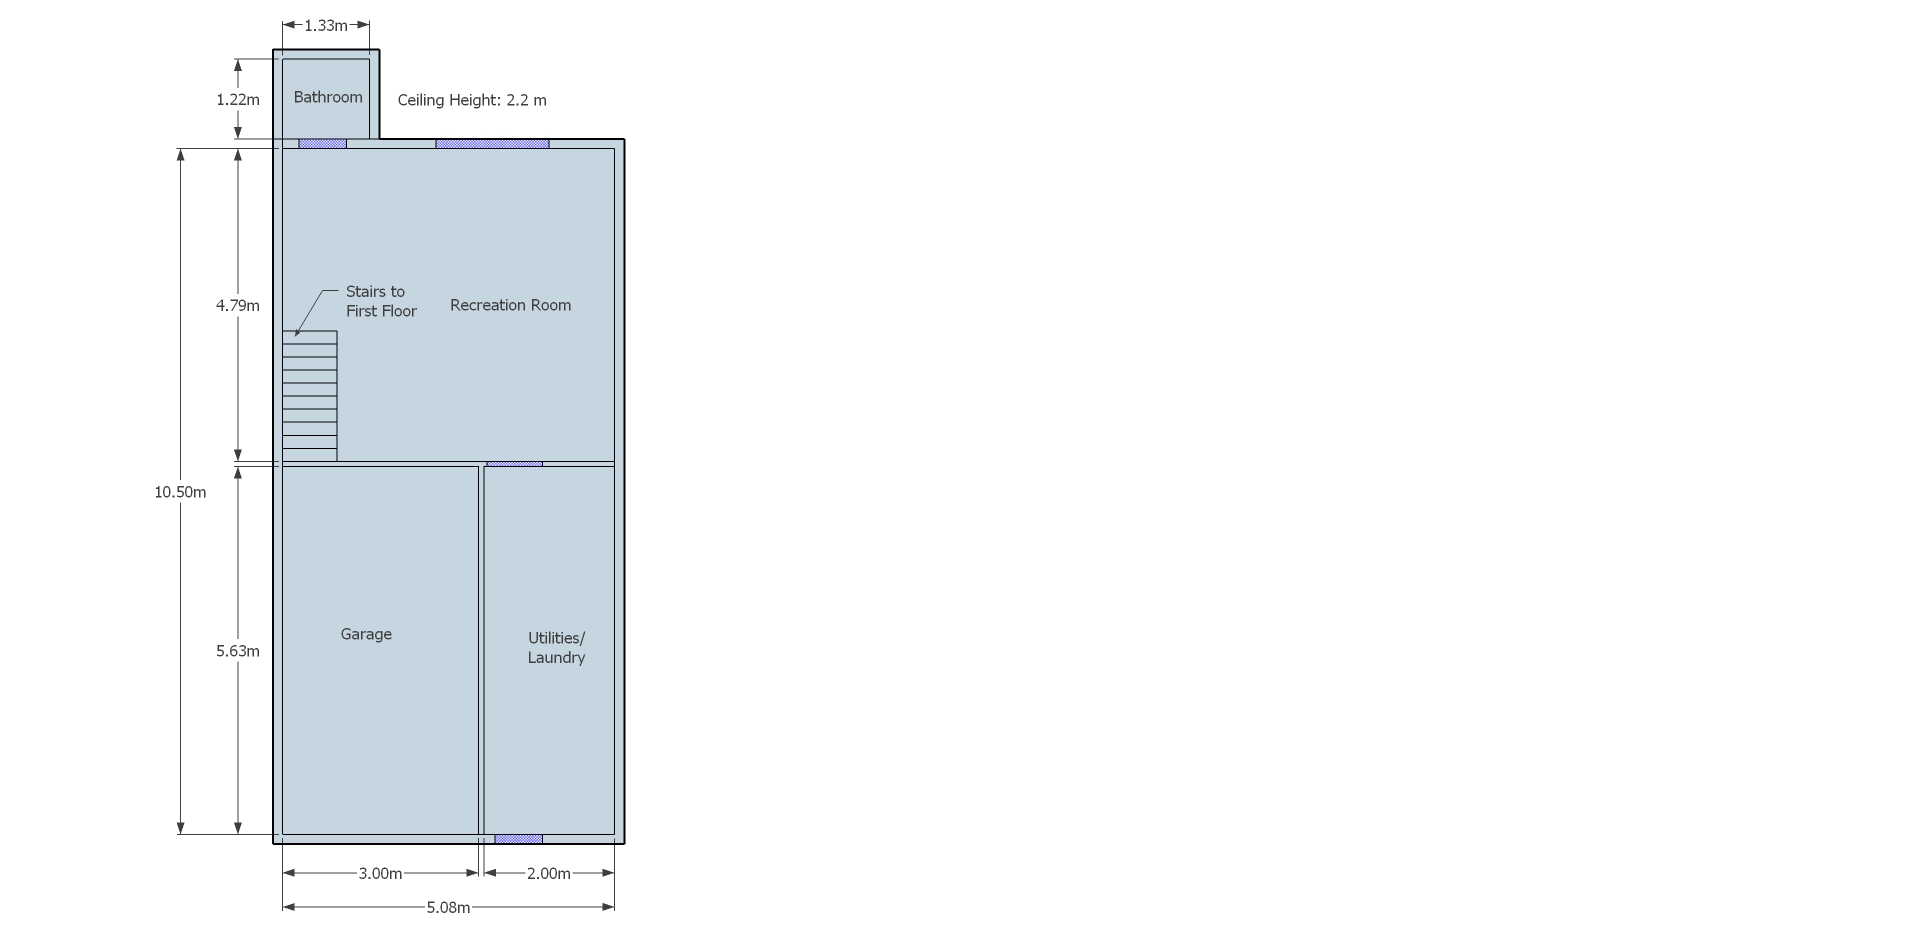 1.33m
Bathroom
1.22m
Ceiling Height: 2.2 m
Stairs to
First Floor
Recreation Room
4.79m
10.50m
Garage
Utilities/
Laundry
5.63m
3.00m
2.00m
5.08m